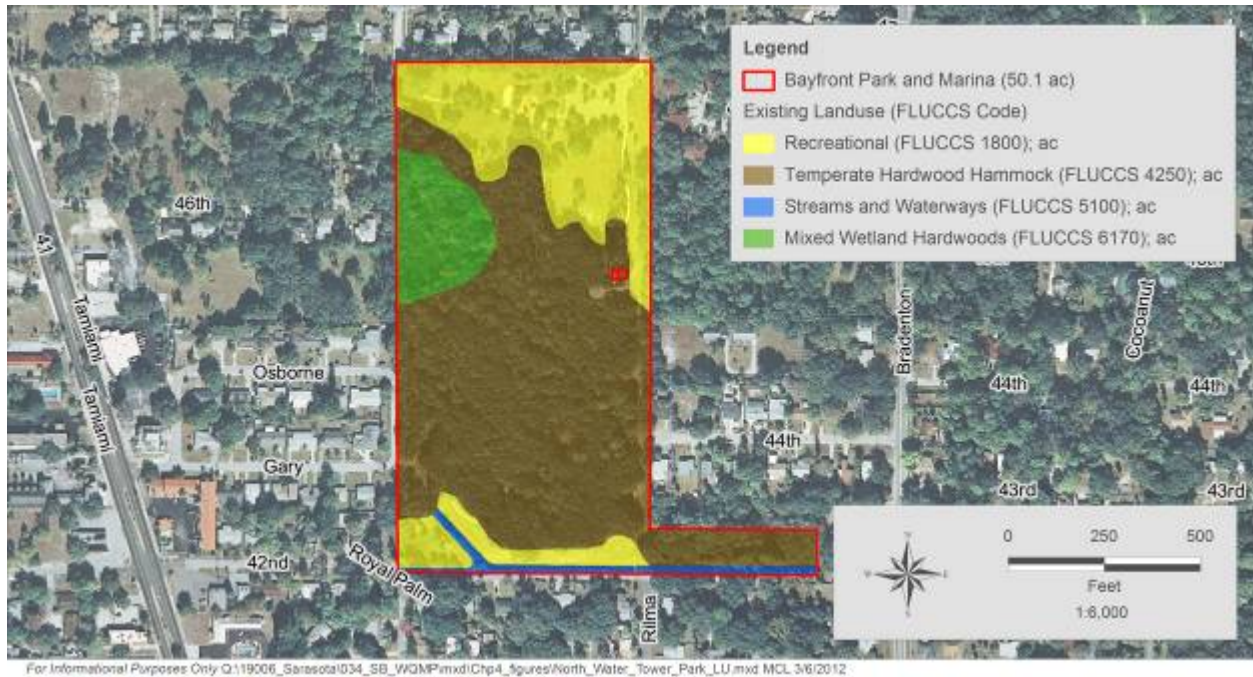 Legend
Bayfront Park and Marina (50.1 ac)
Existing Landuse (FLUCCS Code)
Recreational (FLUCCS 1800); ac
Temperate Hardwood Hammock (FLUCCS 4250); ac
Streams and Waterways (FLUCCS 5100); ac
Mixed Wetland Hardwoods (FLUCCS 6170); ac
46th
41
Tamiami
Tamiami
Osborne
Gary
42nd
Royal Palm
Rilma
Bradenton
Cocoanut
44th
44th
44th
43rd
43rd
0 250 500
Feet
1:6,000
For Informational Purposes Only Q:\19006_Sarasota\034_SB_WQMP\mxd\Chp4_figures\North_Water_Tower_Park_LU.mxd MCL 3/6/2012